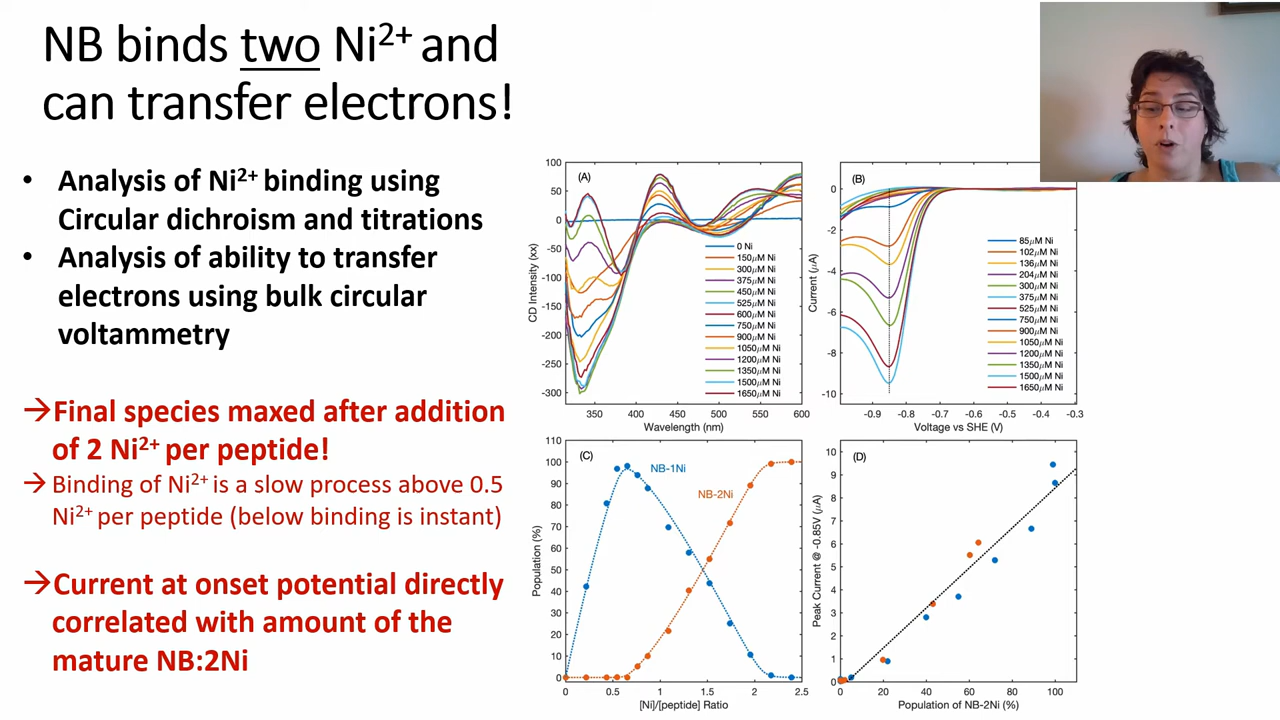 NB binds two Ni2+ and
can transfer electrons!
• Analysis of Ni2+ binding using
Circular dichroism and titrations
• Analysis of ability to transfer
electrons using bulk circular
voltammetry
→Final species maxed after addition
of 2 Ni2+ per peptide!
→ Binding of Ni2+ is a slow process above 0.5
Ni2+ per peptide (below binding is instant)
→Current at onset potential directly
correlated with amount of the
mature NB:2Ni
(A)
CD Intensity (xx)
100
50
0
-50
-100
-150
-200
-250
-300
0 Ni
150μM Ni
300μM Ni
375μM Ni
450μM Ni
525μM Ni
600μM Ni
750μM Ni
900μM Ni
1050μM Ni
1200μM Ni
1350μM Ni
1500μM Ni
1650μM Ni
350 400 450 500 550 600
Wavelength (nm)
(B)
Current (μA)
0
-2
-4
-6
-8
-10
85μM Ni
102μM Ni
136μM Ni
204μM Ni
300μM Ni
375μM Ni
525μM Ni
750μM Ni
900μM Ni
1050μM Ni
1200μM Ni
1350μM Ni
1500μM Ni
1650μM Ni
-0.9 -0.8 -0.7 -0.6 -0.5 -0.4 -0.3
Voltage vs SHE (V)
(C)
Population (%)
110
100
90
80
70
60
50
40
30
20
10
0
NB-1Ni
NB-2Ni
0 0.5 1 1.5 2 2.5
[Ni]/[peptide] Ratio
(D)
Peak Current @ -0.85V (μA)
10
9
8
7
6
5
4
3
2
1
0
0 20 40 60 80 100
Population of NB-2Ni (%)